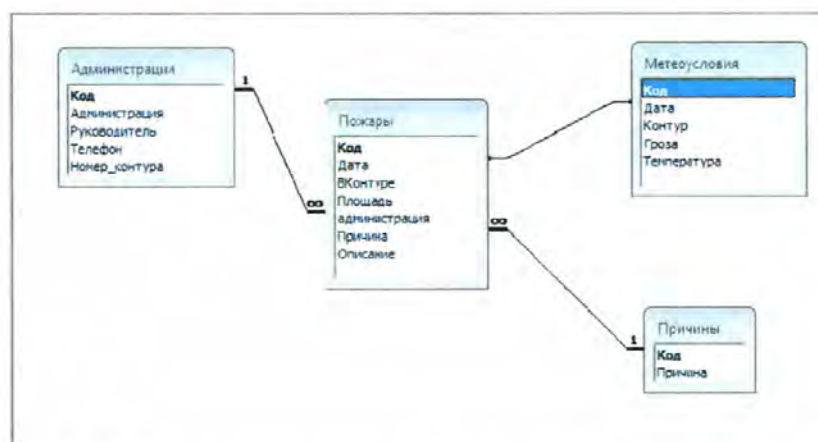 Администрации
Код
Администрация
Руководитель
Телефон
Номер_контура
1
∞
Пожары
Код
Дата
ВКонтуре
Площадь
администрация
Причина
Описание
Метеоусловия
Код
Дата
Контур
Гроза
Температура
∞
1
Причины
Код
Причина